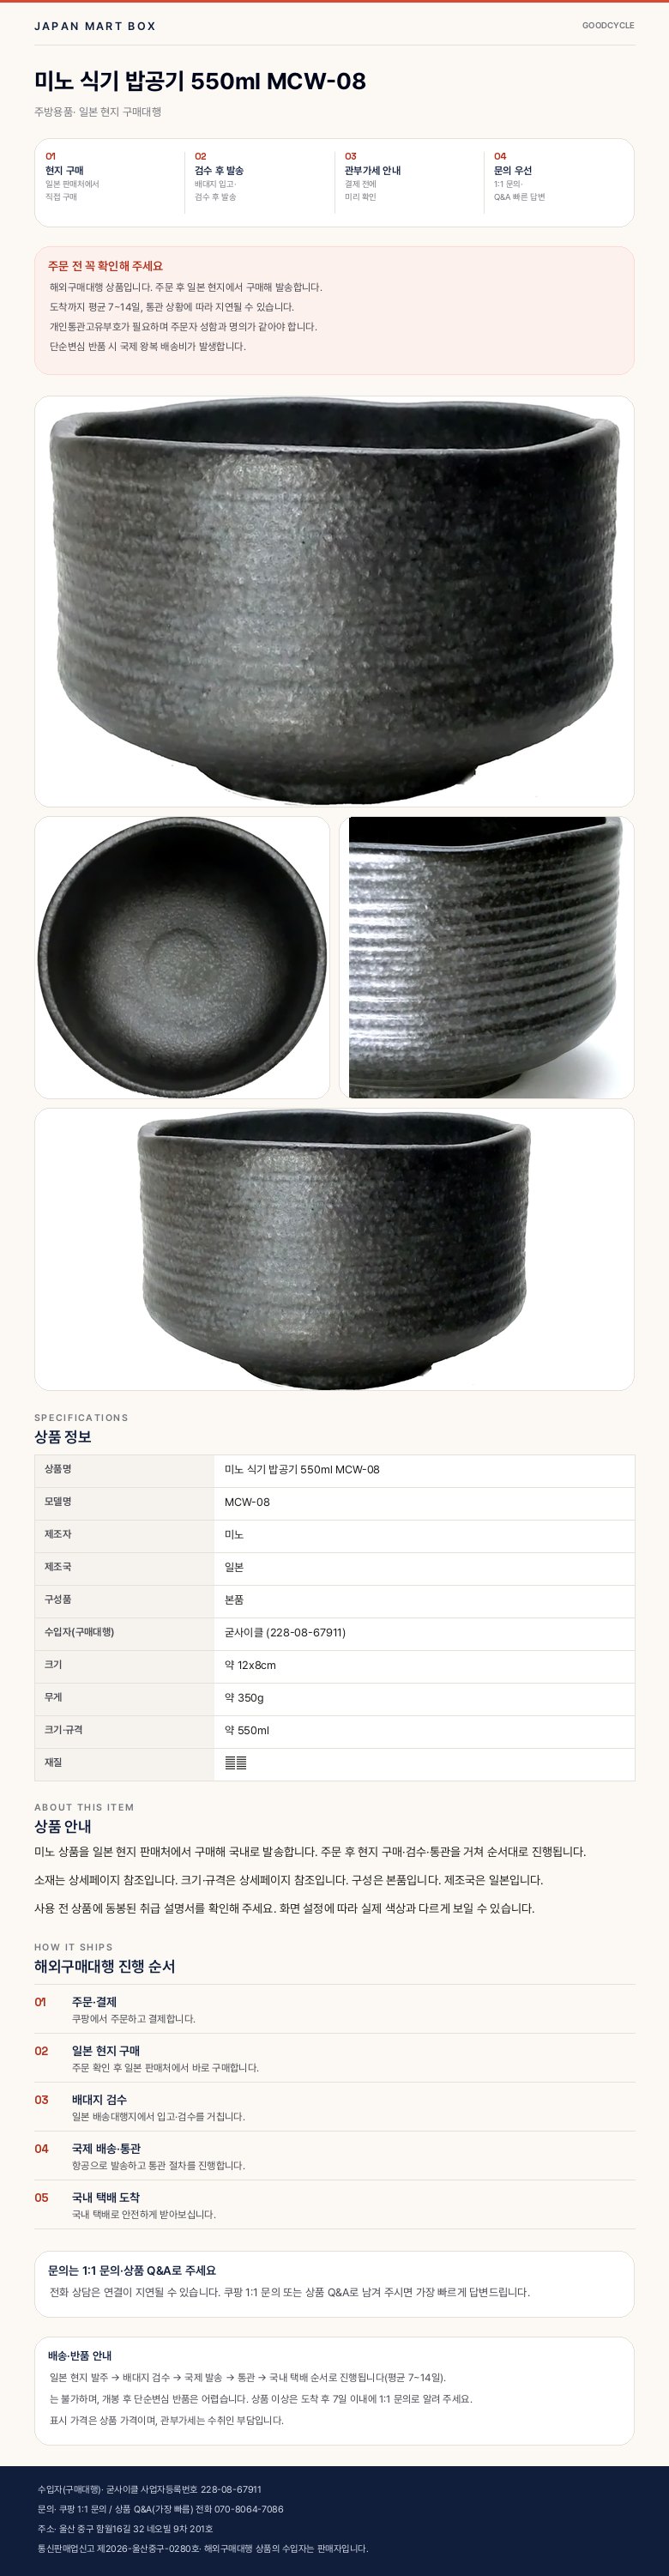 JAPAN MART BOX
GOODCYCLE
미노 식기 밥공기 550ml MCW-08
주방용품· 일본 현지 구매대행
01
현지 구매
일본 판매처에서
직접 구매
02
검수 후 발송
배대지 입고·
검수 후 발송
03
관부가세 안내
결제 전에
미리 확인
04
문의 우선
1:1 문의·
Q&A 빠른 답변
주문 전 꼭 확인해 주세요
해외구매대행 상품입니다. 주문 후 일본 현지에서 구매해 발송합니다.
도착까지 평균 7~14일, 통관 상황에 따라 지연될 수 있습니다.
개인통관고유부호가 필요하며 주문자 성함과 명의가 같아야 합니다.
단순변심 반품 시 국제 왕복 배송비가 발생합니다.
SPECIFICATIONS
상품 정보
상품명 미노 식기 밥공기 550ml MCW-08
모델명 MCW-08
제조자 미노
제조국 일본
구성품 본품
수입자(구매대행) 굳사이클 (228-08-67911)
크기 약 12x8cm
무게 약 350g
크기·규격 약 550ml
재질
ABOUT THIS ITEM
상품 안내
미노 상품을 일본 현지 판매처에서 구매해 국내로 발송합니다. 주문 후 현지 구매·검수·통관을 거쳐 순서대로 진행됩니다.
소재는 상세페이지 참조입니다. 크기·규격은 상세페이지 참조입니다. 구성은 본품입니다. 제조국은 일본입니다.
사용 전 상품에 동봉된 취급 설명서를 확인해 주세요. 화면 설정에 따라 실제 색상과 다르게 보일 수 있습니다.
HOW IT SHIPS
해외구매대행 진행 순서
01 주문·결제
쿠팡에서 주문하고 결제합니다.
02 일본 현지 구매
주문 확인 후 일본 판매처에서 바로 구매합니다.
03 배대지 검수
일본 배송대행지에서 입고·검수를 거칩니다.
04 국제 배송·통관
항공으로 발송하고 통관 절차를 진행합니다.
05 국내 택배 도착
국내 택배로 안전하게 받아보십니다.
문의는 1:1 문의·상품 Q&A로 주세요
전화 상담은 연결이 지연될 수 있습니다. 쿠팡 1:1 문의 또는 상품 Q&A로 남겨 주시면 가장 빠르게 답변드립니다.
배송·반품 안내
일본 현지 발주 → 배대지 검수 → 국제 발송 → 통관 → 국내 택배 순서로 진행됩니다(평균 7~14일).
는 불가하며, 개봉 후 단순변심 반품은 어렵습니다. 상품 이상은 도착 후 7일 이내에 1:1 문의로 알려 주세요.
표시 가격은 상품 가격이며, 관부가세는 수취인 부담입니다.
수입자(구매대행)· 굳사이클 사업자등록번호 228-08-67911
문의· 쿠팡 1:1 문의 / 상품 Q&A(가장 빠름) 전화 070-8064-7086
주소· 울산 중구 함월16길 32 네오빌 9차 201호
통신판매업신고 제2026-울산중구-0280호· 해외구매대행 상품의 수입자는 판매자입니다.